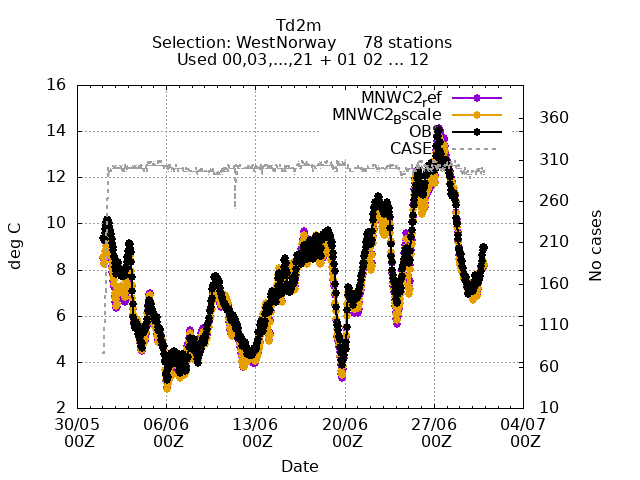 Td2m
Selection: WestNorway 78 stations
Used 00,03,...,21 + 01 02 ... 12
16
14
12
10
8
6
4
2
deg C
MNWC2ref
MNWC2Bscale
OBS
CASES
360
310
260
210
160
110
60
10
No cases
30/05 06/06 13/06 20/06 27/06 04/07
00Z 00Z 00Z 00Z 00Z 00Z
Date